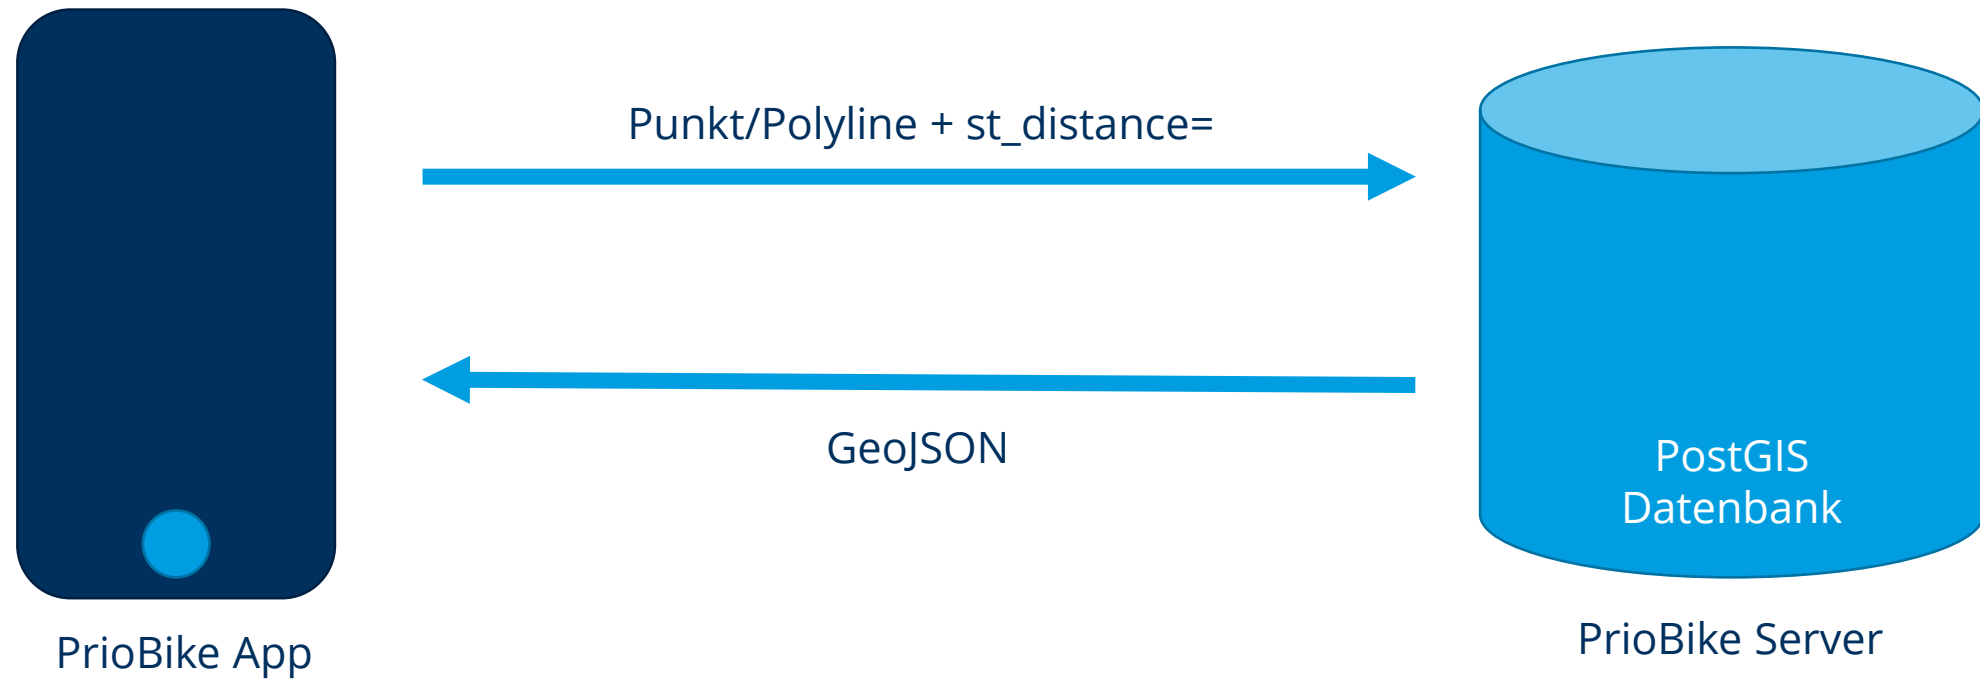 Punkt/Polyline + st_distance=
GeoJSON
PostGIS
Datenbank
PrioBike App
PrioBike Server